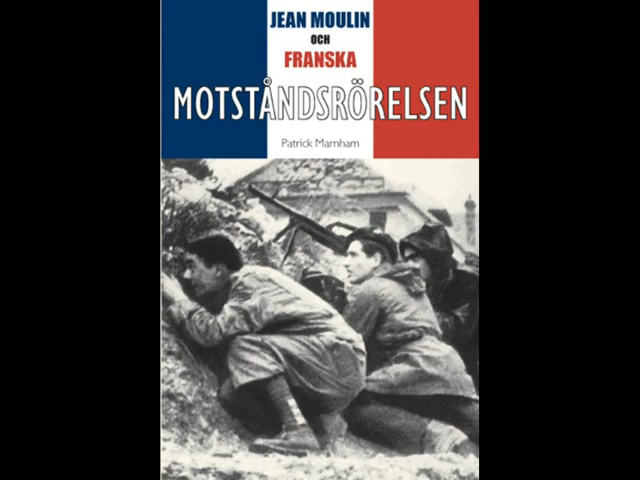 JEAN MOULIN
OCH
FRANSKA
MOTSTÅNDSRÖRELSEN
Patrick Marnham